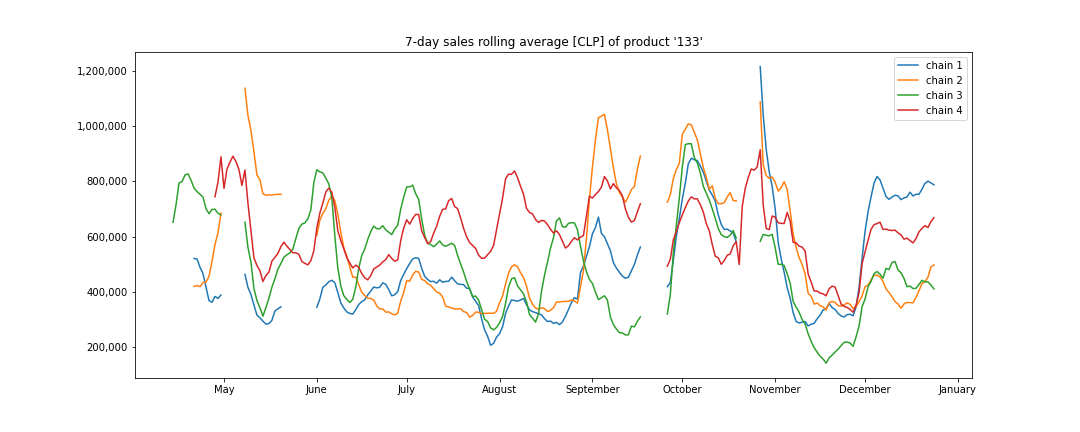 7-day sales rolling average [CLP] of product '133'
chain 1
chain 2
chain 3
chain 4
1,200,000
1,000,000
800,000
600,000
400,000
200,000
May June July August September October November December January